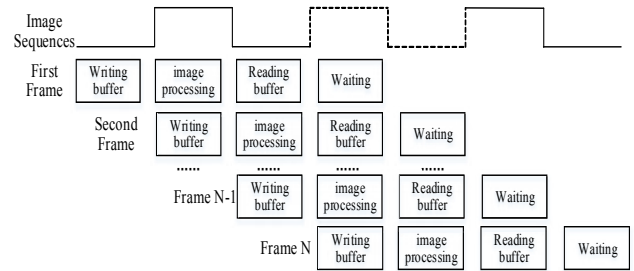 Image
Sequences
First
Frame
Writing
buffer
image
processing
Reading
buffer
Waiting
Second
Frame
Writing
buffer
image
processing
Reading
buffer
Waiting
...... ...... ...... ......
Frame N-1
Writing
buffer
image
processing
Reading
buffer
Waiting
Frame N
Writing
buffer
image
processing
Reading
buffer
Waiting